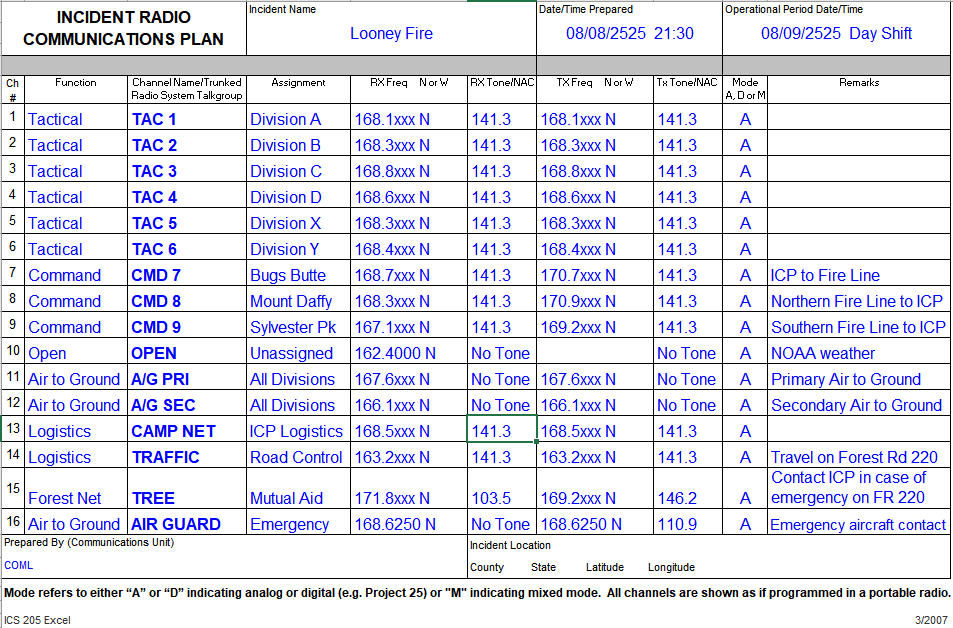 INCIDENT RADIO
COMMUNICATIONS PLAN
Incident Name
Looney Fire
Date/Time Prepared
08/08/2525 21:30
Operational Period Date/Time
08/09/2525 Day Shift
Ch # Function Channel Name/Trunked Radio System Talkgroup Assignment RX Freq N or W RX Tone/NAC TX Freq N or W Tx Tone/NAC Mode A, D or M Remarks
1 Tactical TAC 1 Division A 168.1xxx N 141.3 168.1xxx N 141.3 A
2 Tactical TAC 2 Division B 168.3xxx N 141.3 168.3xxx N 141.3 A
3 Tactical TAC 3 Division C 168.8xxx N 141.3 168.8xxx N 141.3 A
4 Tactical TAC 4 Division D 168.6xxx N 141.3 168.6xxx N 141.3 A
5 Tactical TAC 5 Division X 168.3xxx N 141.3 168.3xxx N 141.3 A
6 Tactical TAC 6 Division Y 168.4xxx N 141.3 168.4xxx N 141.3 A
7 Command CMD 7 Bugs Butte 168.7xxx N 141.3 170.7xxx N 141.3 A ICP to Fire Line
8 Command CMD 8 Mount Daffy 168.3xxx N 141.3 170.9xxx N 141.3 A Northern Fire Line to ICP
9 Command CMD 9 Sylvester Pk 167.1xxx N 141.3 169.2xxx N 141.3 A Southern Fire Line to ICP
10 Open OPEN Unassigned 162.4000 N No Tone No Tone A NOAA weather
11 Air to Ground A/G PRI All Divisions 167.6xxx N No Tone 167.6xxx N No Tone A Primary Air to Ground
12 Air to Ground A/G SEC All Divisions 166.1xxx N No Tone 166.1xxx N No Tone A Secondary Air to Ground
13 Logistics CAMP NET ICP Logistics 168.5xxx N 141.3 168.5xxx N 141.3 A
14 Logistics TRAFFIC Road Control 163.2xxx N 141.3 163.2xxx N 141.3 A Travel on Forest Rd 220
15 Forest Net TREE Mutual Aid 171.8xxx N 103.5 169.2xxx N 146.2 A Contact ICP in case of
emergency on FR 220
16 Air to Ground AIR GUARD Emergency 168.6250 N No Tone 168.6250 N 110.9 A Emergency aircraft contact
Prepared By (Communications Unit)
COML
Incident Location
County State Latitude Longitude
Mode refers to either “A” or “D” indicating analog or digital (e.g. Project 25) or "M" indicating mixed mode. All channels are shown as if programmed in a portable radio.
ICS 205 Excel 3/2007